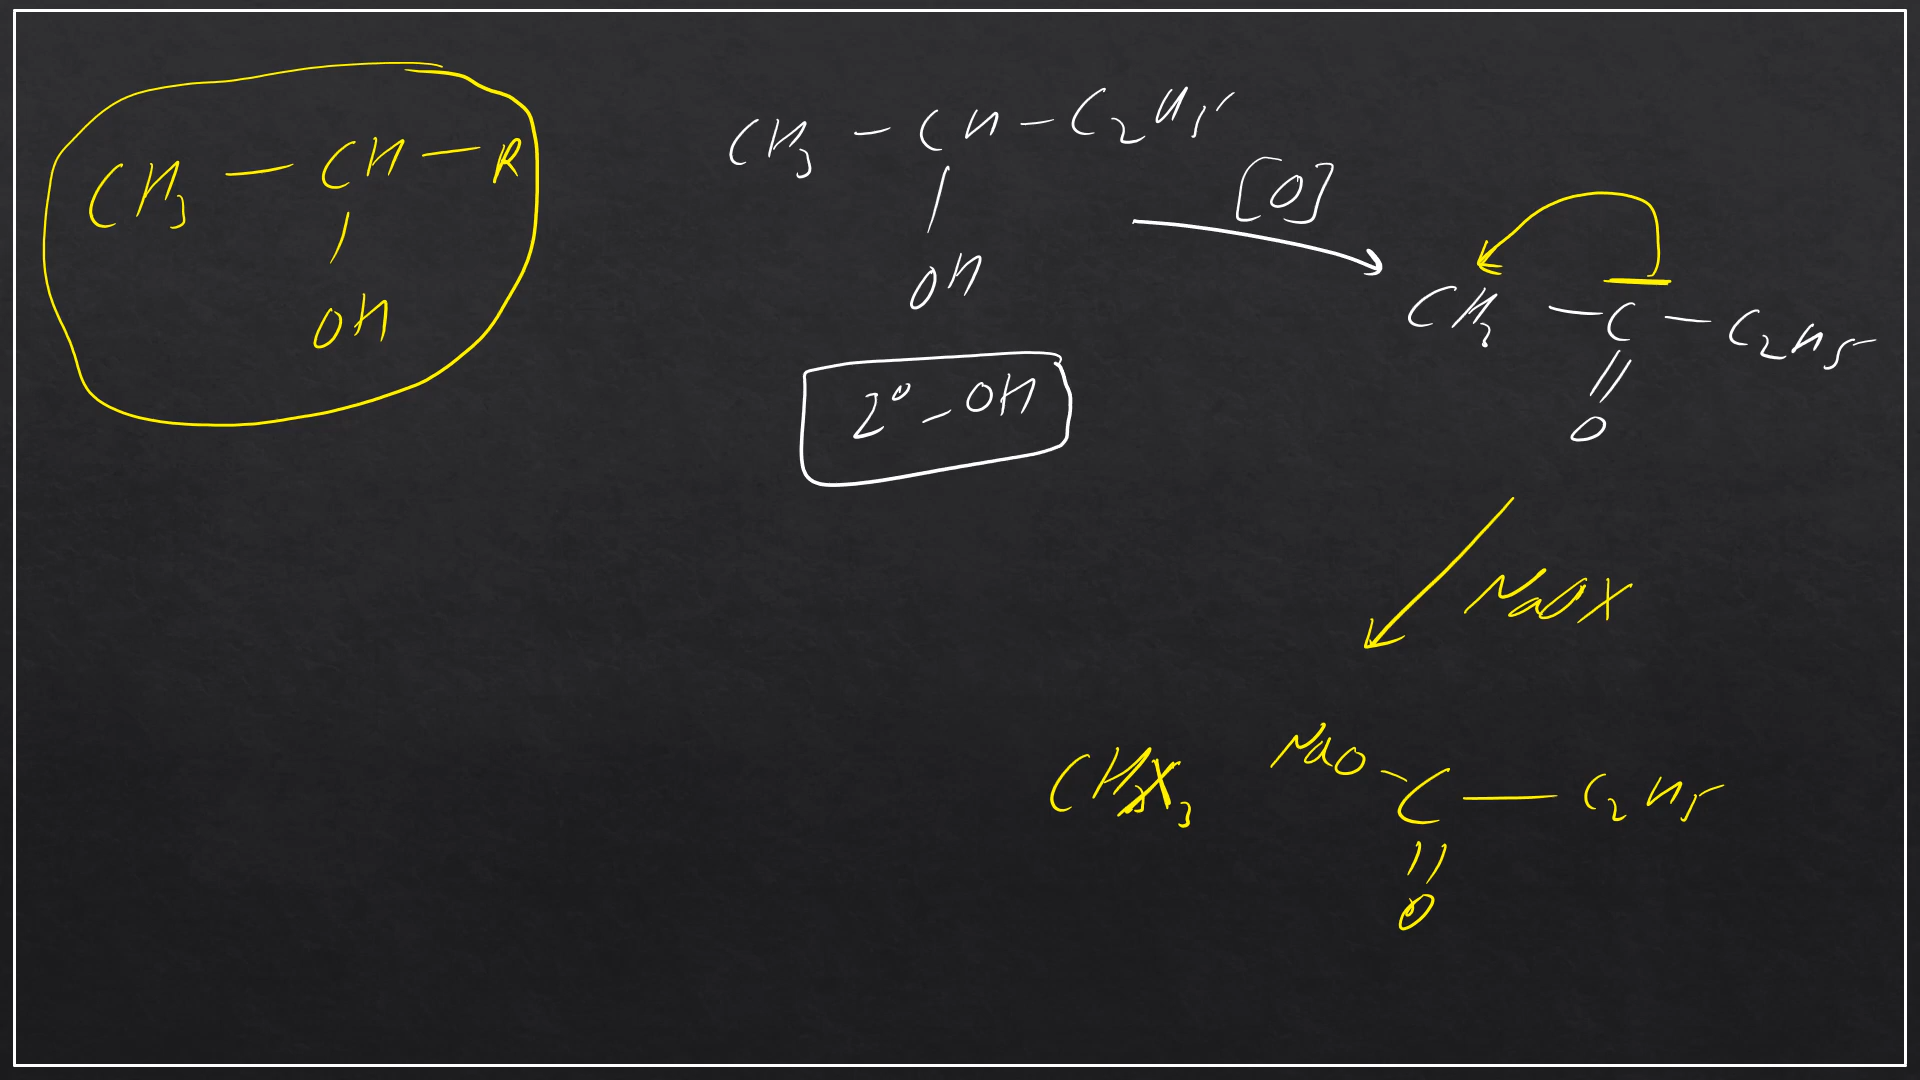 CH3 — CH — R
OH
CH3 — CH — C2H5
OH
2° - OH
[O]
CH3 — C — C2H5
O
NaOX
CHX3
NaO — C — C2H5
O